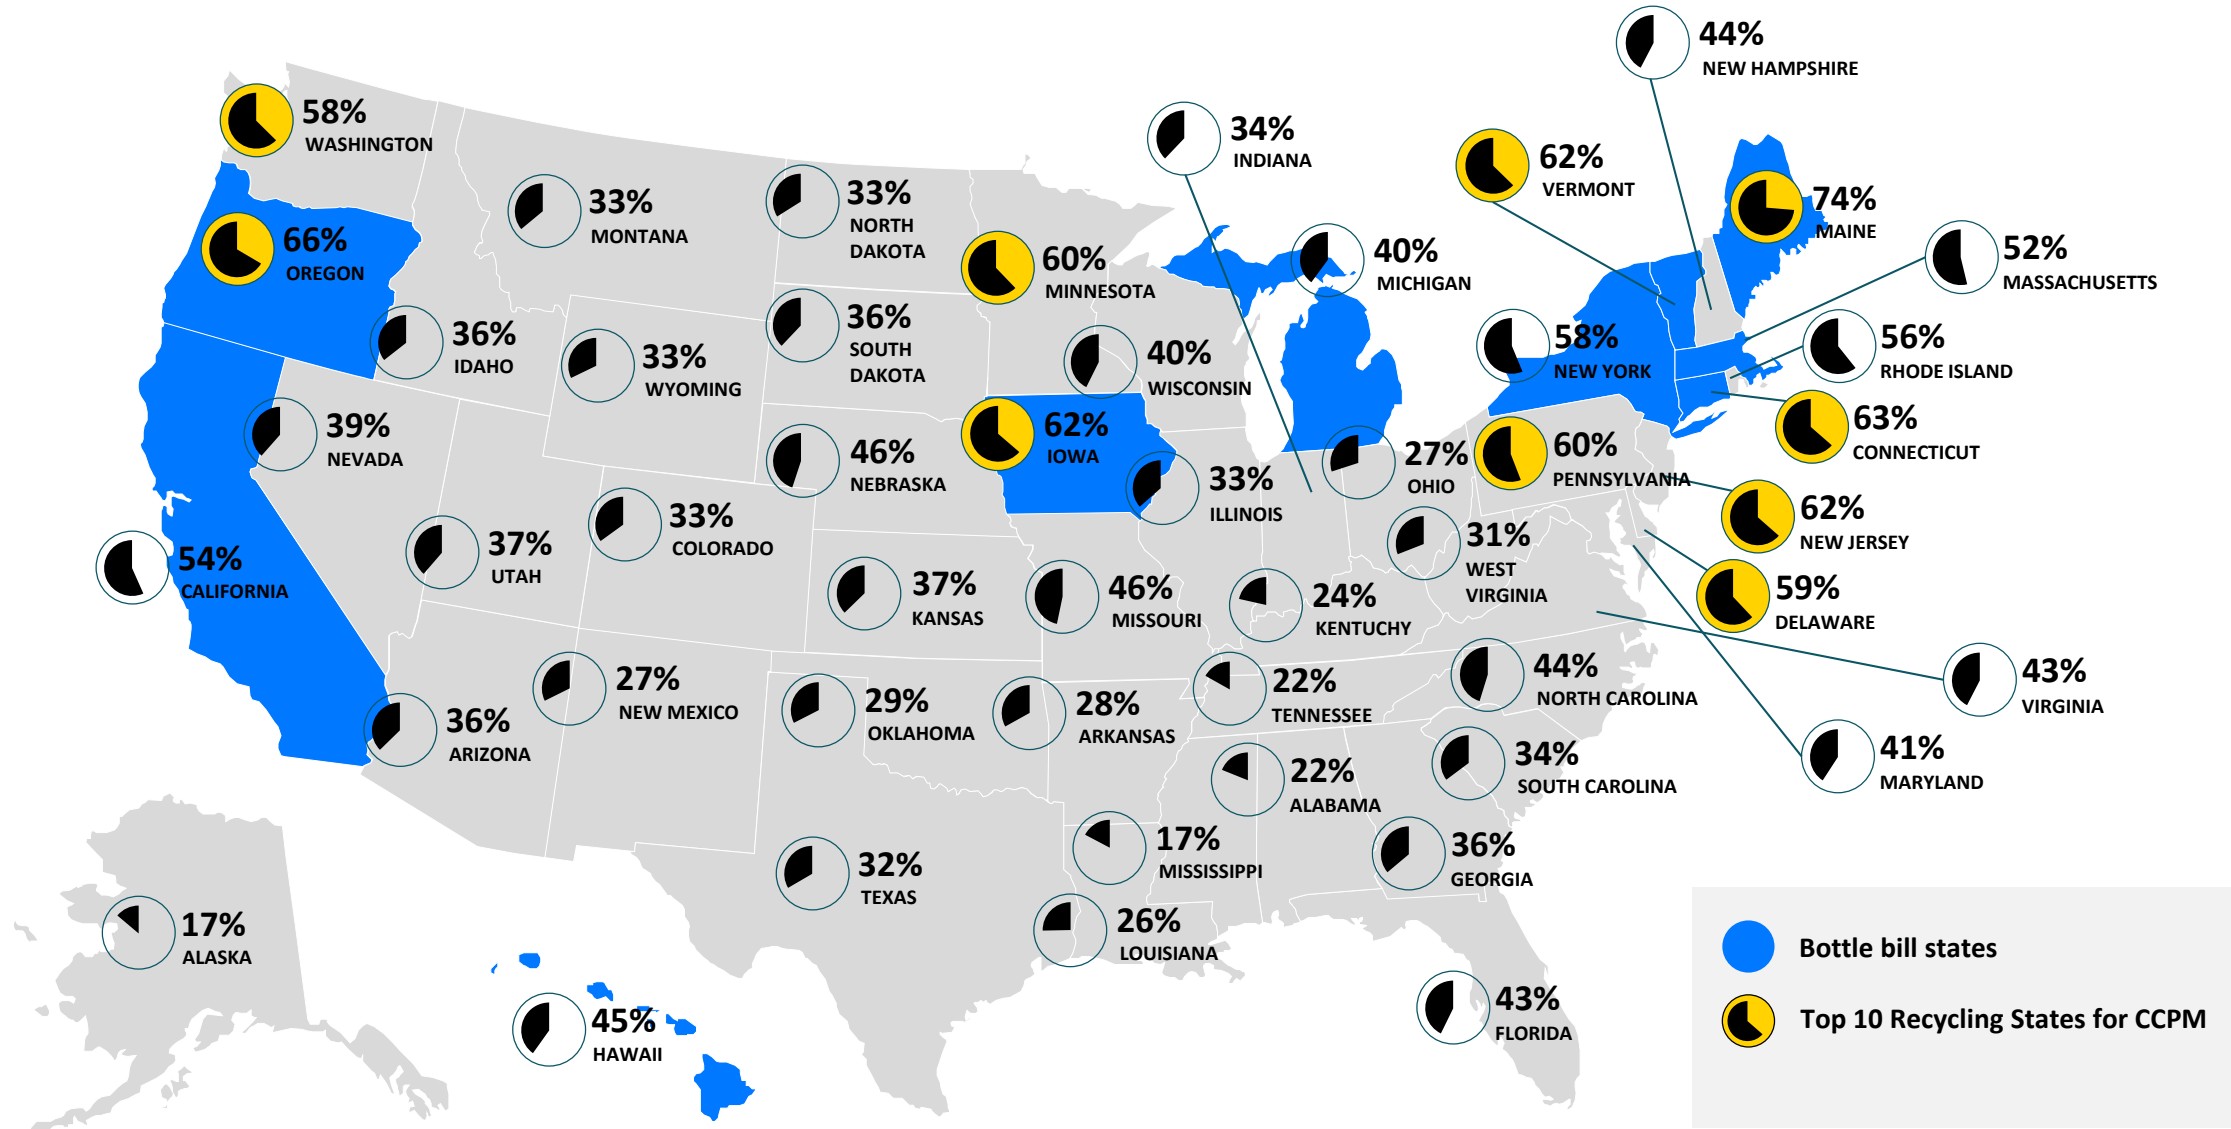 44%
NEW HAMPSHIRE
58%
WASHINGTON
34%
INDIANA
62%
VERMONT
33%
MONTANA
33%
NORTH
DAKOTA
74%
MAINE
66%
OREGON
60%
MINNESOTA
40%
MICHIGAN
52%
MASSACHUSETTS
36%
IDAHO
33%
WYOMING
36%
SOUTH
DAKOTA
40%
WISCONSIN
58%
NEW YORK
56%
RHODE ISLAND
39%
NEVADA
46%
NEBRASKA
62%
IOWA
33%
ILLINOIS
27%
OHIO
60%
PENNSYLVANIA
63%
CONNECTICUT
62%
NEW JERSEY
54%
CALIFORNIA
37%
UTAH
33%
COLORADO
37%
KANSAS
46%
MISSOURI
24%
KENTUCHY
31%
WEST
VIRGINIA
59%
DELAWARE
36%
ARIZONA
27%
NEW MEXICO
29%
OKLAHOMA
28%
ARKANSAS
22%
TENNESSEE
44%
NORTH CAROLINA
43%
VIRGINIA
22%
ALABAMA
34%
SOUTH CAROLINA
41%
MARYLAND
32%
TEXAS
17%
MISSISSIPPI
36%
GEORGIA
17%
ALASKA
26%
LOUISIANA
45%
HAWAII
43%
FLORIDA
Bottle bill states
Top 10 Recycling States for CCPM